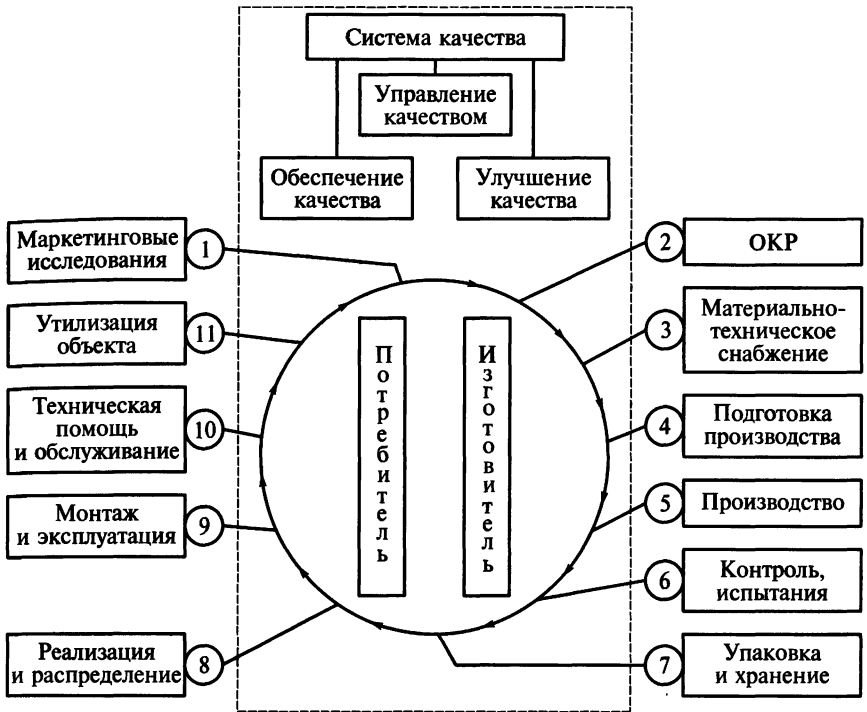 Система качества
Управление
качеством
Обеспечение
качества
Улучшение
качества
Маркетинговые
исследования
1
2
ОКР
Утилизация
объекта
11
3
Материально-
техническое
снабжение
Техническая
помощь
и обслуживание
10
4
Подготовка
производства
Монтаж
и эксплуатация
9
5
Производство
6
Контроль,
испытания
Реализация
и распределение
8
7
Упаковка
и хранение
Потребитель
Изготовитель